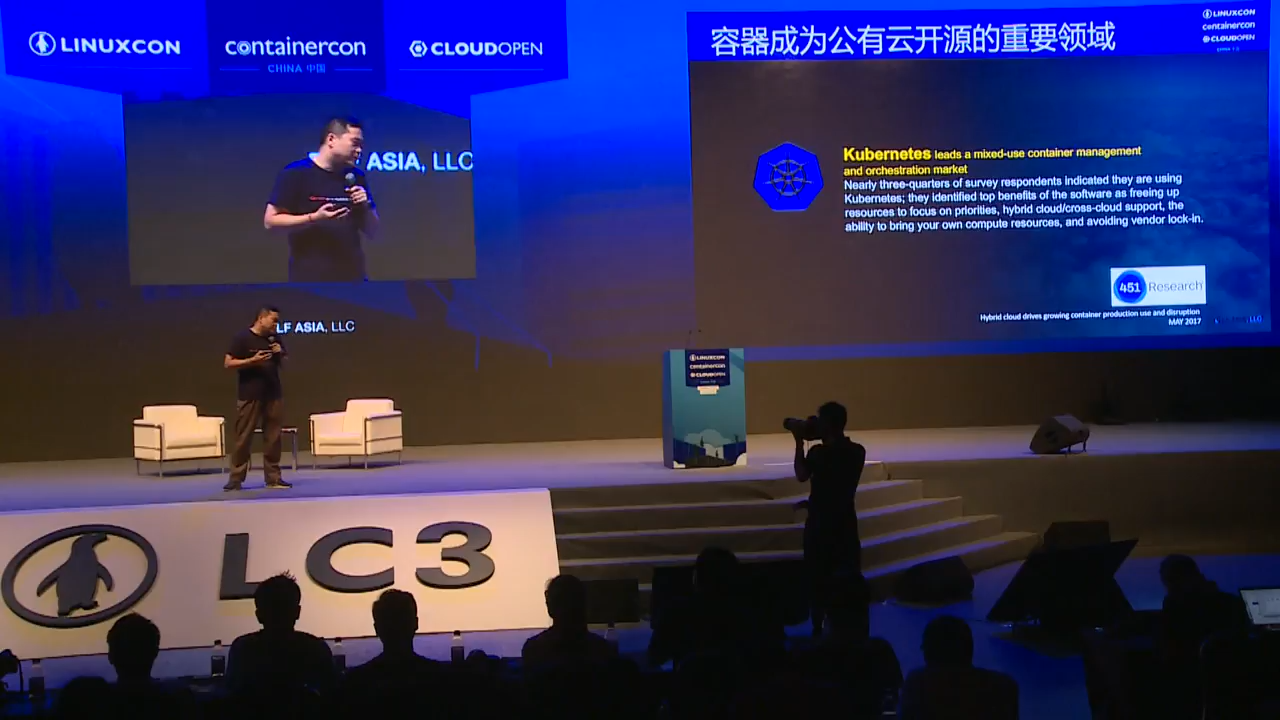 LINUXCON
containercon
CHINA 中国
CLOUDOPEN
ASIA, LLC
LF ASIA, LLC
容器成为公有云开源的重要领域
LINUXCON
containercon
CLOUDOPEN
Kubernetes leads a mixed-use container management
and orchestration market
Nearly three-quarters of survey respondents indicated they are using
Kubernetes; they identified top benefits of the software as freeing up
resources to focus on priorities, hybrid cloud/cross-cloud support, the
ability to bring your own compute resources, and avoiding vendor lock-in.
451 Research
Hybrid cloud drives growing container production use and disruption
MAY 2017
LINUXCON
containercon
CLOUDOPEN
LC3